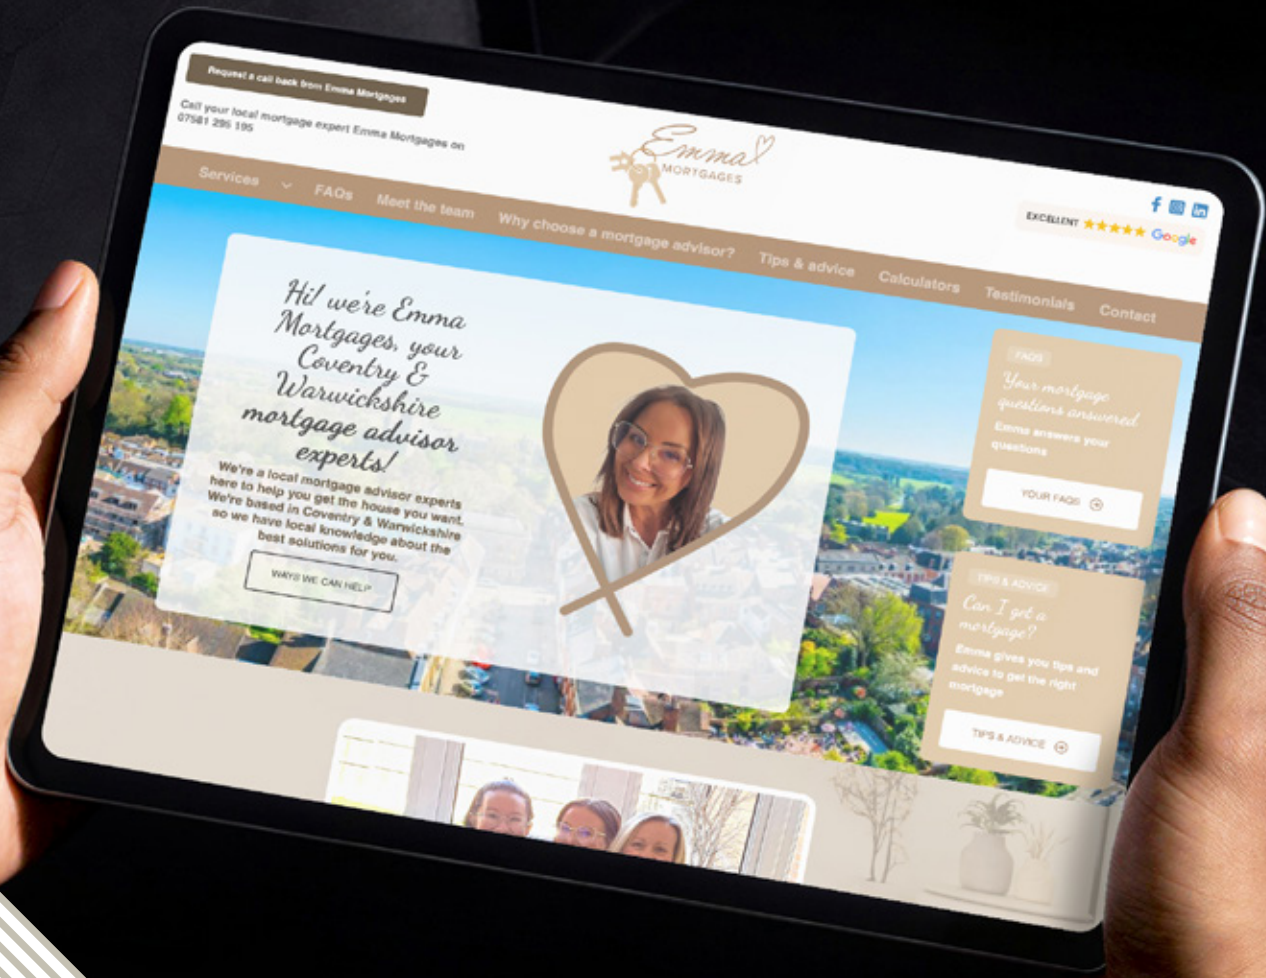 Request a call back from Emma Mortgages
Call your local mortgage expert Emma Mortgages on
07581 295 195
Emma
MORTGAGES
EXCELLENT
Google
Services
FAQs
Meet the team
Why choose a mortgage advisor?
Tips & advice
Calculators
Testimonials
Contact
Hi! we're Emma
Mortgages, your
Coventry &
Warwickshire
mortgage advisor
experts!
We're a local mortgage advisor experts
here to help you get the house you want.
We're based in Coventry & Warwickshire
so we have local knowledge about the
best solutions for you.
WAYS WE CAN HELP
FAQS
Your mortgage
questions answered
Emma answers your
questions
YOUR FAQS
TIPS & ADVICE
Can I get a
mortgage?
Emma gives you tips and
advice to get the right
mortgage
TIPS & ADVICE